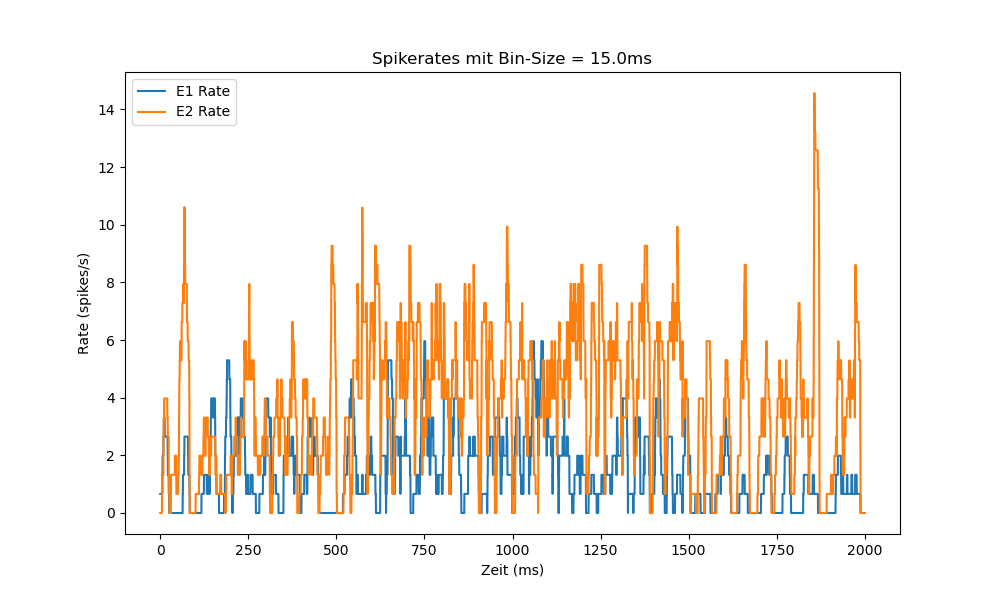 Spikerates mit Bin-Size = 15.0ms
E1 Rate
E2 Rate
14
12
10
8
6
4
2
0
Rate (spikes/s)
0 250 500 750 1000 1250 1500 1750 2000
Zeit (ms)